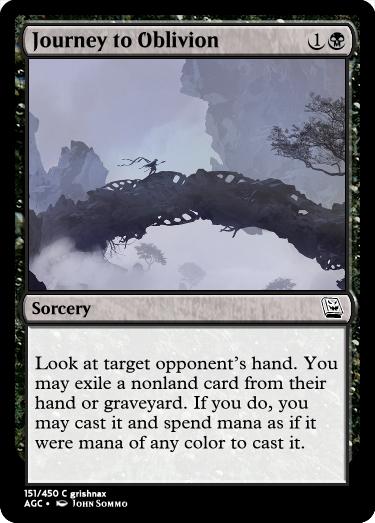 Journey to Oblivion 1
Sorcery
Look at target opponent's hand. You
may exile a nonland card from their
hand or graveyard. If you do, you
may cast it and spend mana as if it
were mana of any color to cast it.
151/450 C grishnax
AGC • John Sommo